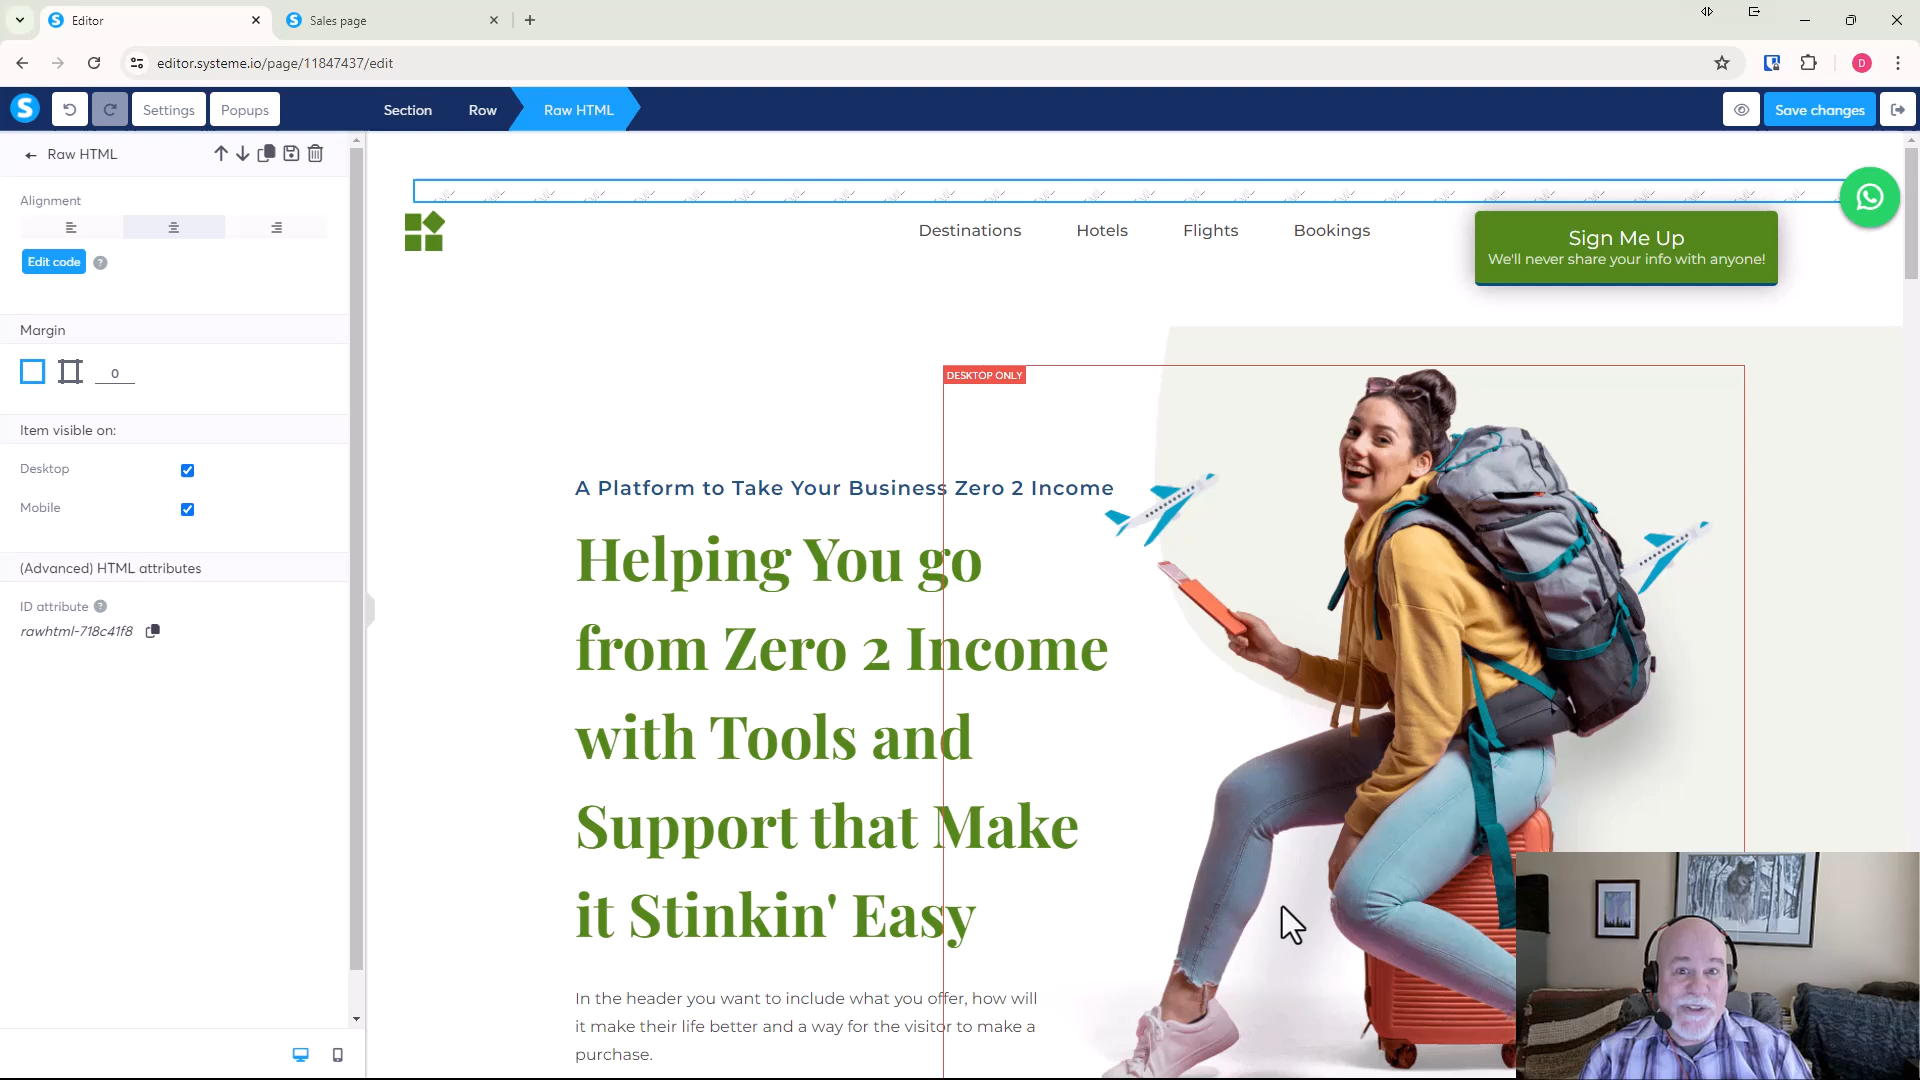 Editor
Sales page
editor.systeme.io/page/11847437/edit
D
S
Settings
Popups
Section
Row
Raw HTML
Save changes
Raw HTML
Alignment
Edit code
?
Margin
0
Item visible on:
Desktop
Mobile
(Advanced) HTML attributes
ID attribute ?
rawhtml-718c41f8
Destinations
Hotels
Flights
Bookings
Sign Me Up
We'll never share your info with anyone!
DESKTOP ONLY
A Platform to Take Your Business Zero 2 Income
Helping You go
from Zero 2 Income
with Tools and
Support that Make
it Stinkin' Easy
In the header you want to include what you offer, how will
it make their life better and a way for the visitor to make a
purchase.